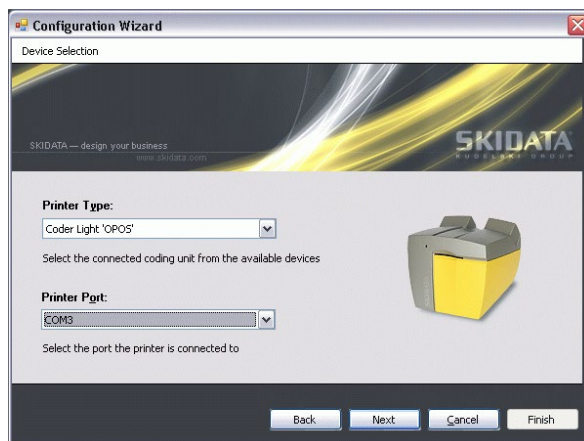 Configuration Wizard
Device Selection
SKIDATA — design your business
www.skidata.com
SKIDATA
KUDELSKI GROUP
Printer Type:
Coder Light 'OPOS'
Select the connected coding unit from the available devices
Printer Port:
COM3
Select the port the printer is connected to
Back Next Cancel Finish